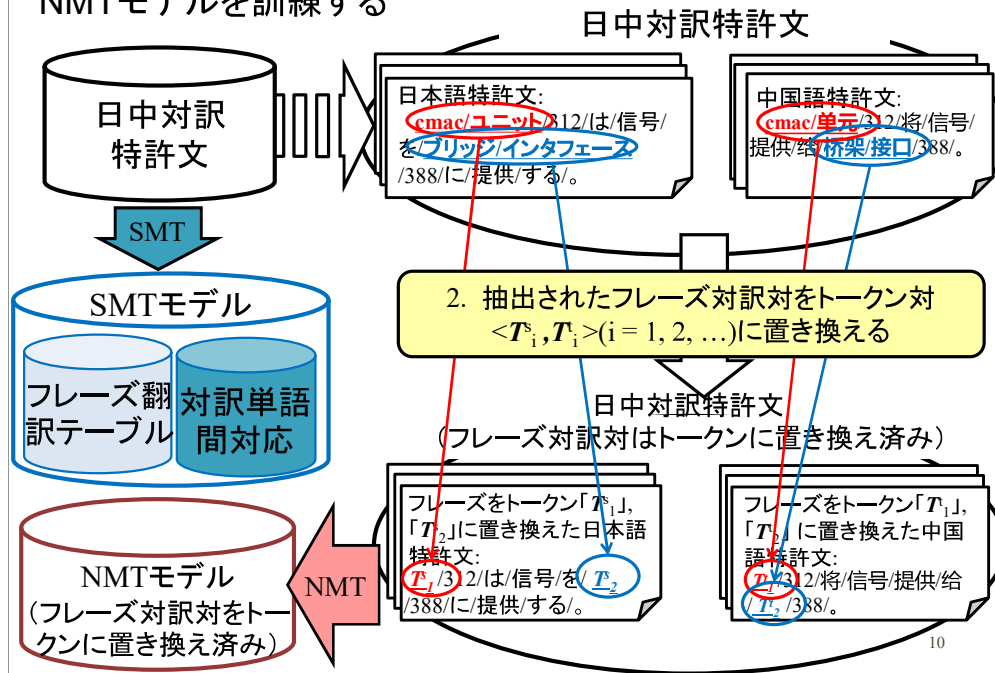 NMTモデルを訓練する
日中対訳特許文
日中対訳
特許文
日本語特許文:
cmac/ユニット/312/は/信号/
を/ブリッジ/インタフェース
/388/に/提供/する/。
中国語特許文:
cmac/单元/312/将/信号/
提供/给/桥架/接口/388/。
SMT
SMTモデル
フレーズ翻
訳テーブル
対訳単語
間対応
2. 抽出されたフレーズ対訳対をトークン対
<Tˢᵢ,Tᵗᵢ>(i = 1, 2, …)に置き換える
日中対訳特許文
(フレーズ対訳対はトークンに置き換え済み)
フレーズをトークン「Tˢ₁」,
「Tˢ₂」に置き換えた日本語
特許文:
Tˢ₁/312/は/信号/を/ Tˢ₂
/388/に/提供/する/。
フレーズをトークン「Tᵗ₁」,
「Tᵗ₂」に置き換えた中国
語特許文:
Tᵗ₁/312/将/信号/提供/给
/ Tᵗ₂ /388/。
NMT
NMTモデル
(フレーズ対訳対をトー
クンに置き換え済み)
10